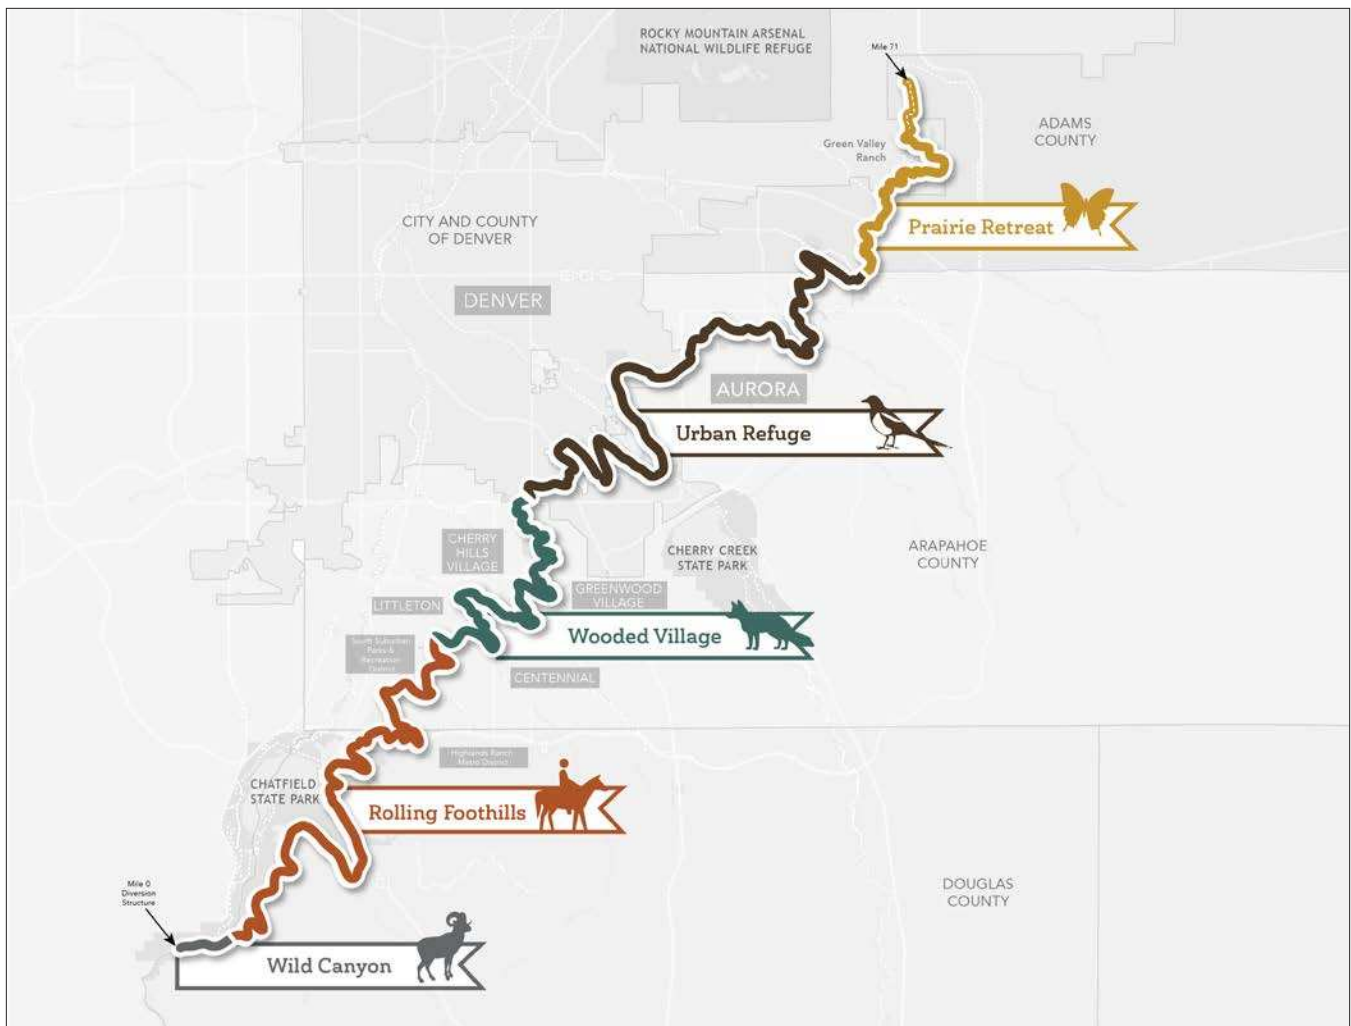 ROCKY MOUNTAIN ARSENAL
NATIONAL WILDLIFE REFUGE
Mile 71
ADAMS
COUNTY
Green Valley
Ranch
Prairie Retreat
CITY AND COUNTY
OF DENVER
DENVER
AURORA
Urban Refuge
CHERRY
HILLS
VILLAGE
CHERRY CREEK
STATE PARK
ARAPAHOE
COUNTY
GREENWOOD
VILLAGE
LITTLETON
Wooded Village
South Suburban
Parks &
Recreation
District
CENTENNIAL
Highlands Ranch
Metro District
CHATFIELD
STATE PARK
Rolling Foothills
Mile 0
Diversion
Structure
DOUGLAS
COUNTY
Wild Canyon